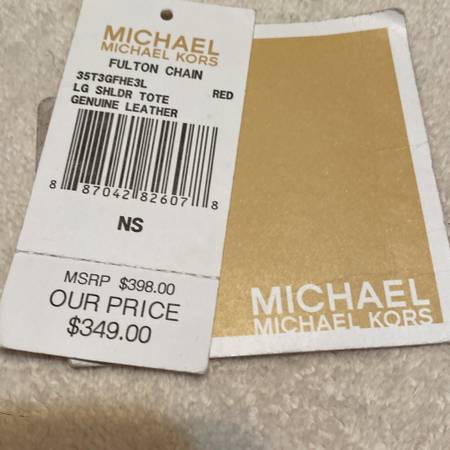 MICHAEL
MICHAEL KORS
FULTON CHAIN
35T3GFHE3L RED
LG SHLDR TOTE
GENUINE LEATHER
8 87042 82607 8
NS
MSRP $398.00
OUR PRICE
$349.00
MICHAEL
MICHAEL KORS